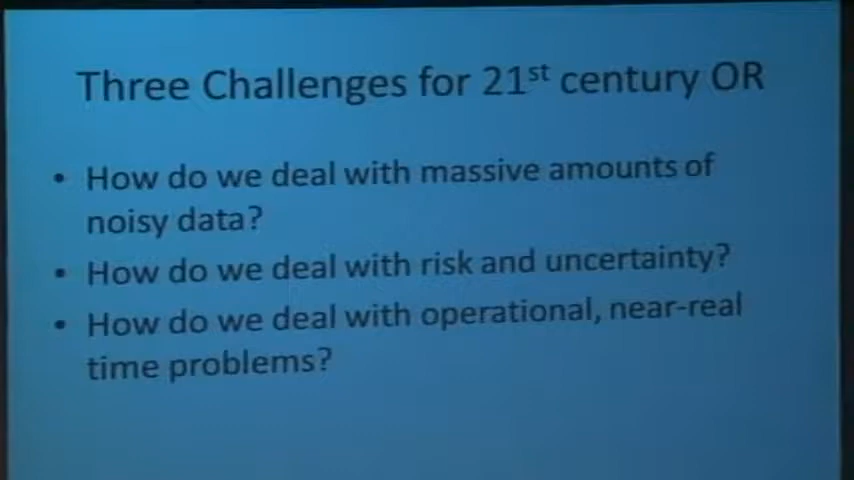 Three Challenges for 21st century OR
• How do we deal with massive amounts of
noisy data?
• How do we deal with risk and uncertainty?
• How do we deal with operational, near-real
time problems?